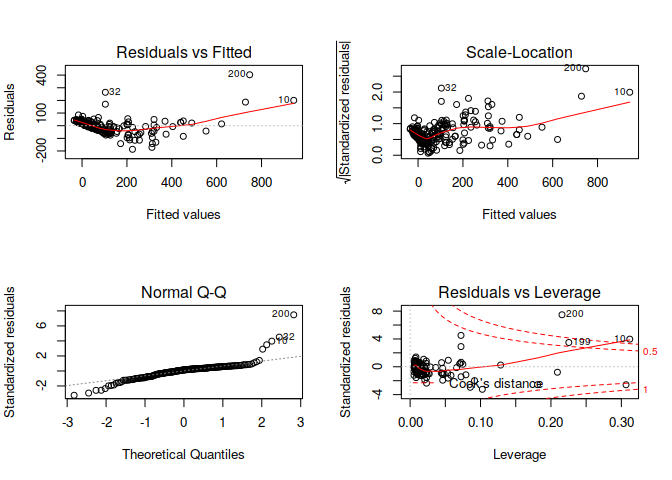 Residuals vs Fitted
Residuals
400
100
-200
200
32
10
0 200 400 600 800
Fitted values
Scale-Location
√|Standardized residuals|
2.0
1.0
0.0
200
32
10
0 200 400 600 800
Fitted values
Normal Q-Q
Standardized residuals
6
2
-2
200
32
10
-3 -2 -1 0 1 2 3
Theoretical Quantiles
Residuals vs Leverage
Standardized residuals
8
4
0
-4
200
199
10
0.5
1
Cook's distance
0.00 0.10 0.20 0.30
Leverage